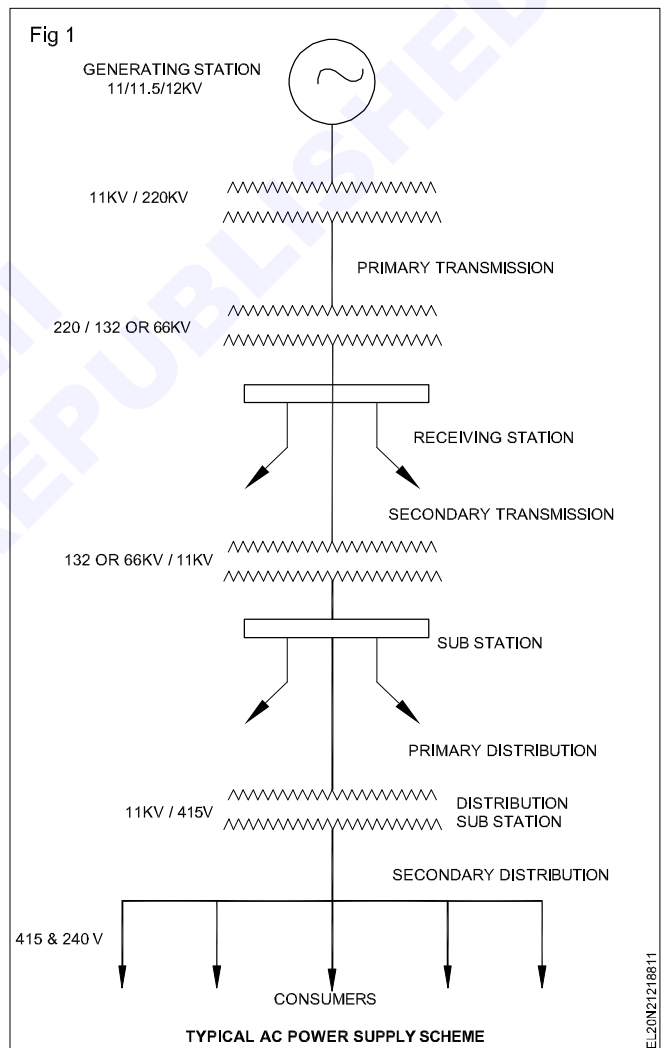 Fig 1
GENERATING STATION
11/11.5/12KV
11KV / 220KV
PRIMARY TRANSMISSION
220 / 132 OR 66KV
RECEIVING STATION
SECONDARY TRANSMISSION
132 OR 66KV / 11KV
SUB STATION
PRIMARY DISTRIBUTION
11KV / 415V
DISTRIBUTION
SUB STATION
SECONDARY DISTRIBUTION
415 & 240 V
CONSUMERS
TYPICAL AC POWER SUPPLY SCHEME
EL20N21218811
REPUBLISHED